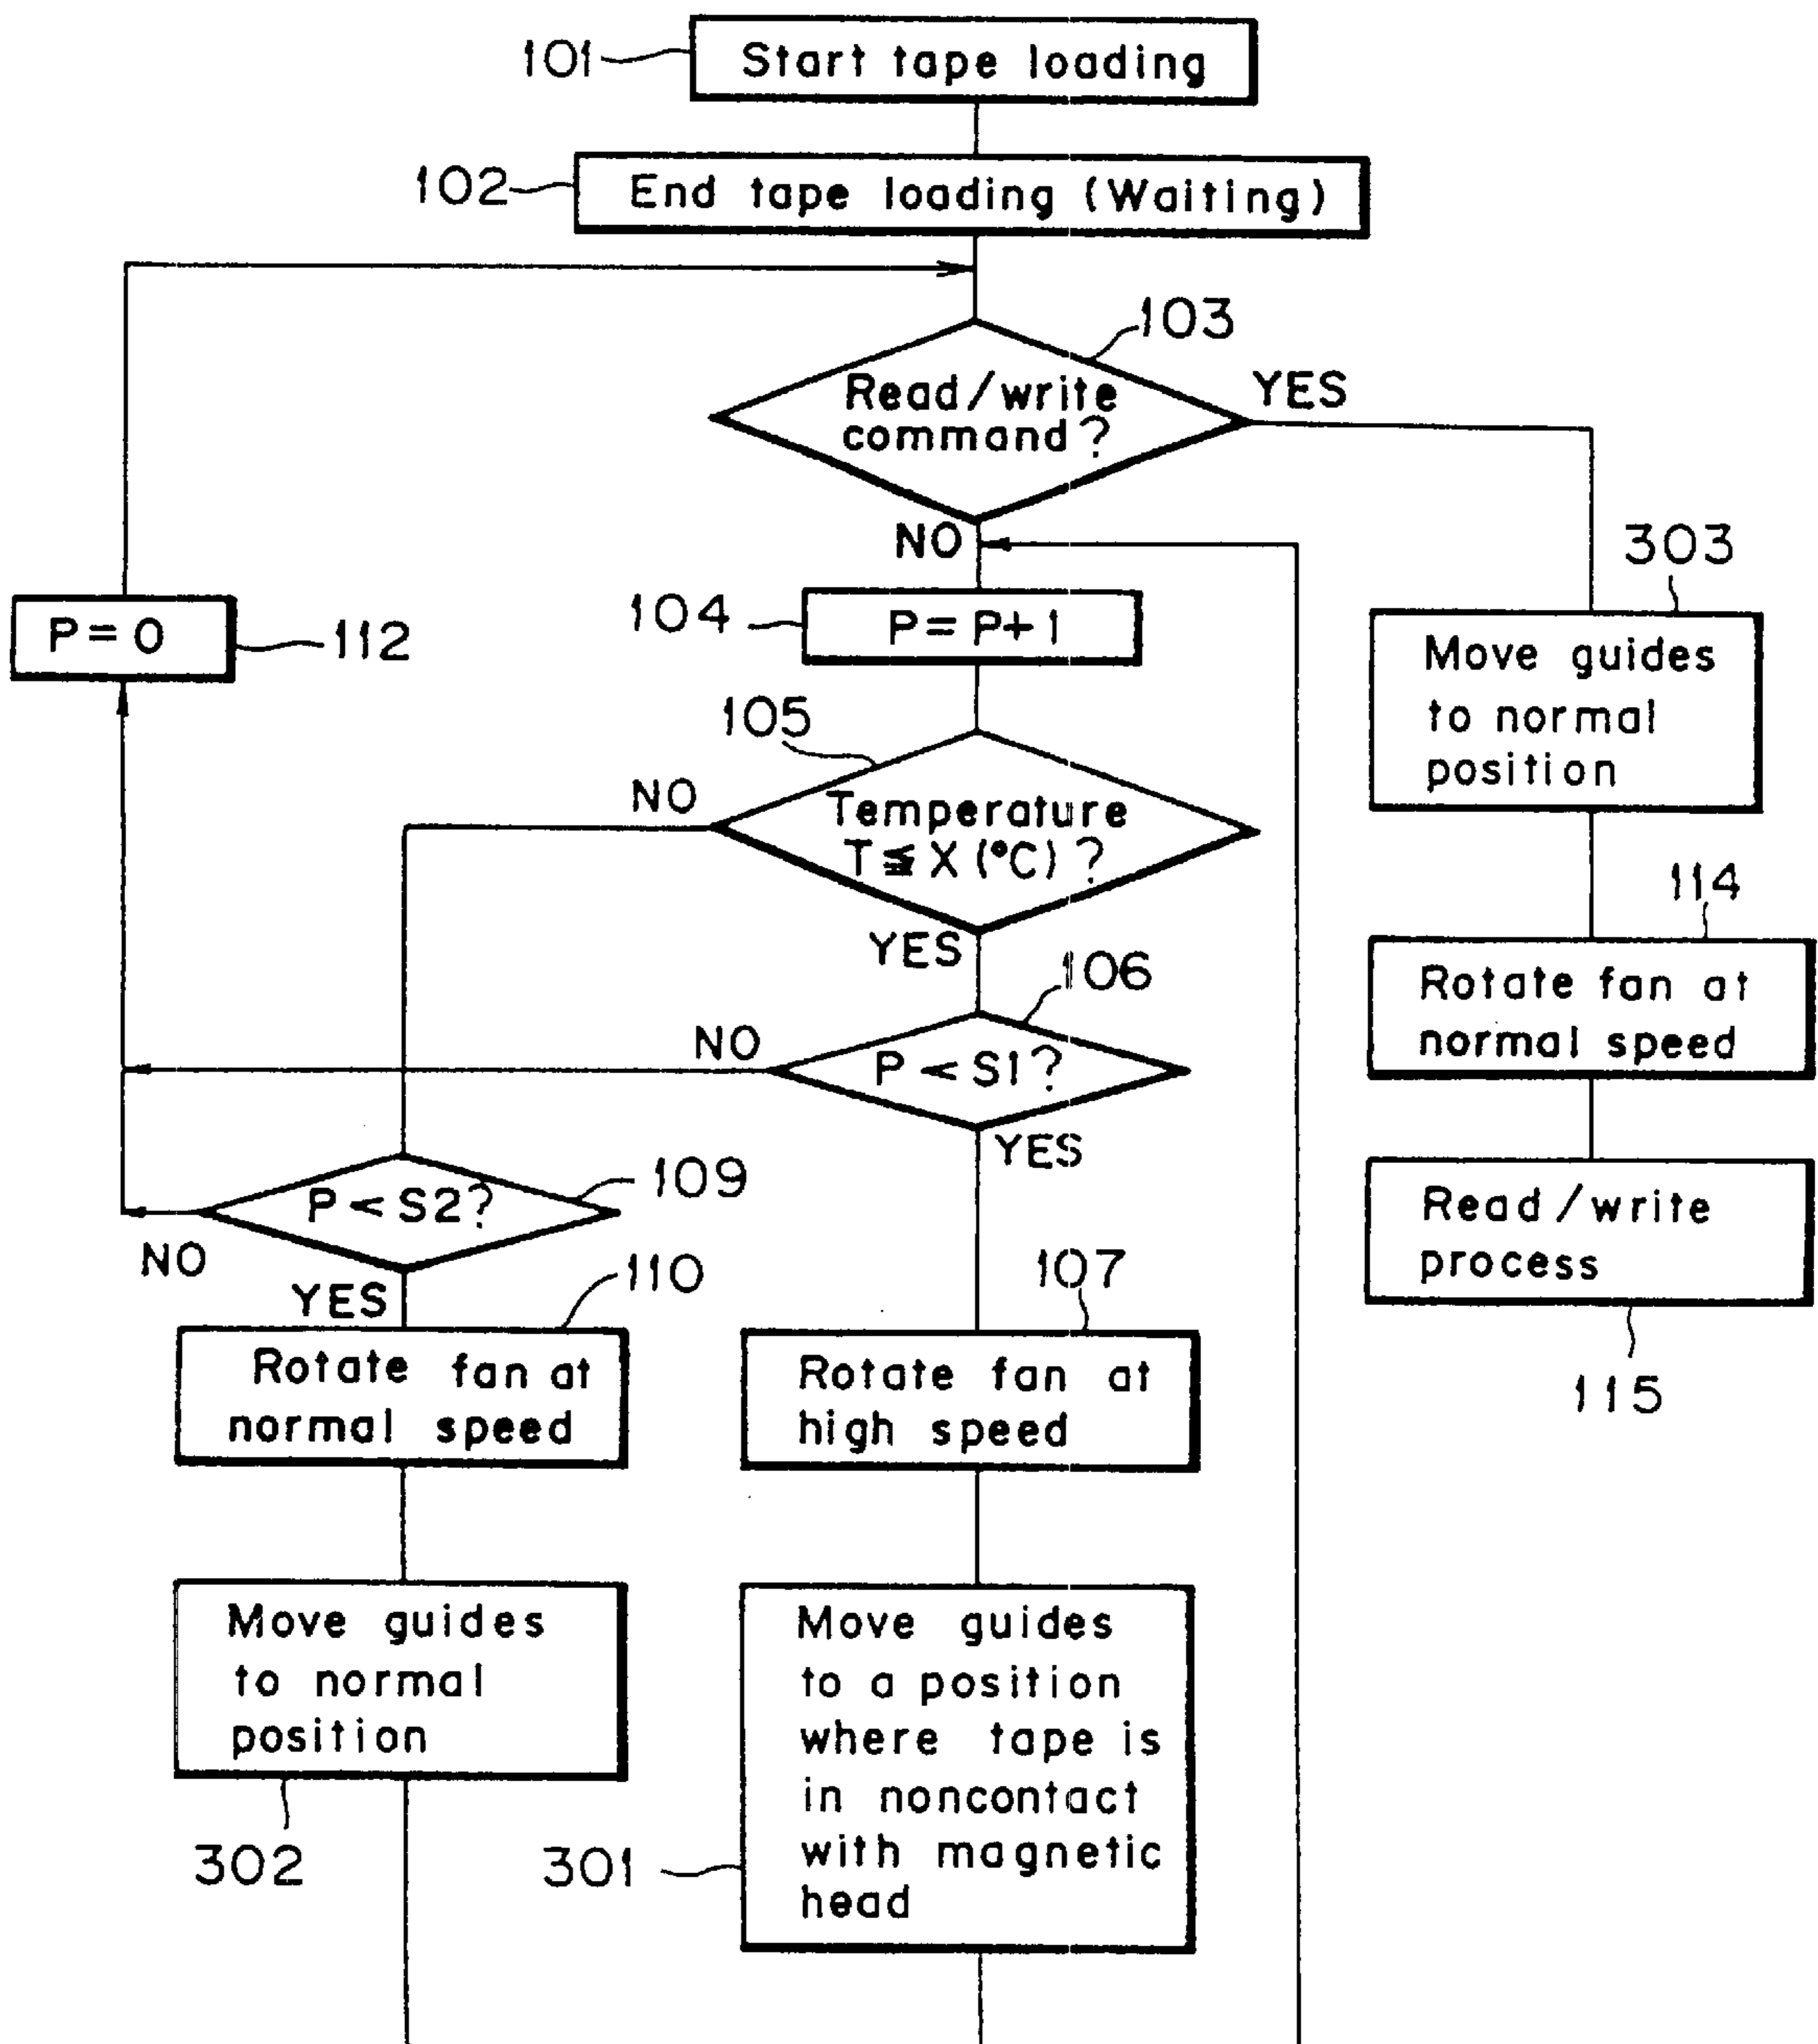 101
Start tape loading
102
End tape loading (Waiting)
103
Read/write
command?
YES
NO
303
P=0
112
104
P=P+1
Move guides
to normal
position
105
NO
Temperature
T≦X (°C)?
YES
114
Rotate fan at
normal speed
106
NO
P<S1?
YES
109
P<S2?
NO
YES
Read/write
process
115
110
Rotate fan at
normal speed
107
Rotate fan at
high speed
Move guides
to normal
position
302
Move guides
to a position
where tape is
in noncontact
with magnetic
head
301